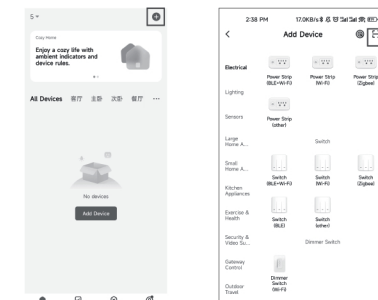 5
Cozy Home
Enjoy a cozy life with
ambient indicators and
device rules.
All Devices 客厅 主卧 次卧 餐厅 ...
No devices
Add Device
2:38 PM 17.0KB/s
Add Device
Electrical
Lighting
Sensors
Large
Home A...
Small
Home A...
Kitchen
Appliances
Exercise &
Health
Security &
Video Su...
Gateway
Control
Outdoor
Travel
Power Strip
(BLE+Wi-Fi)
Power Strip
(Wi-Fi)
Power Strip
(Zigbee)
Power Strip
(other)
Switch
Switch
(BLE+Wi-Fi)
Switch
(Wi-Fi)
Switch
(Zigbee)
Switch
(BLE)
Switch
(other)
Dimmer Switch
Dimmer
Switch
(Wi-Fi)